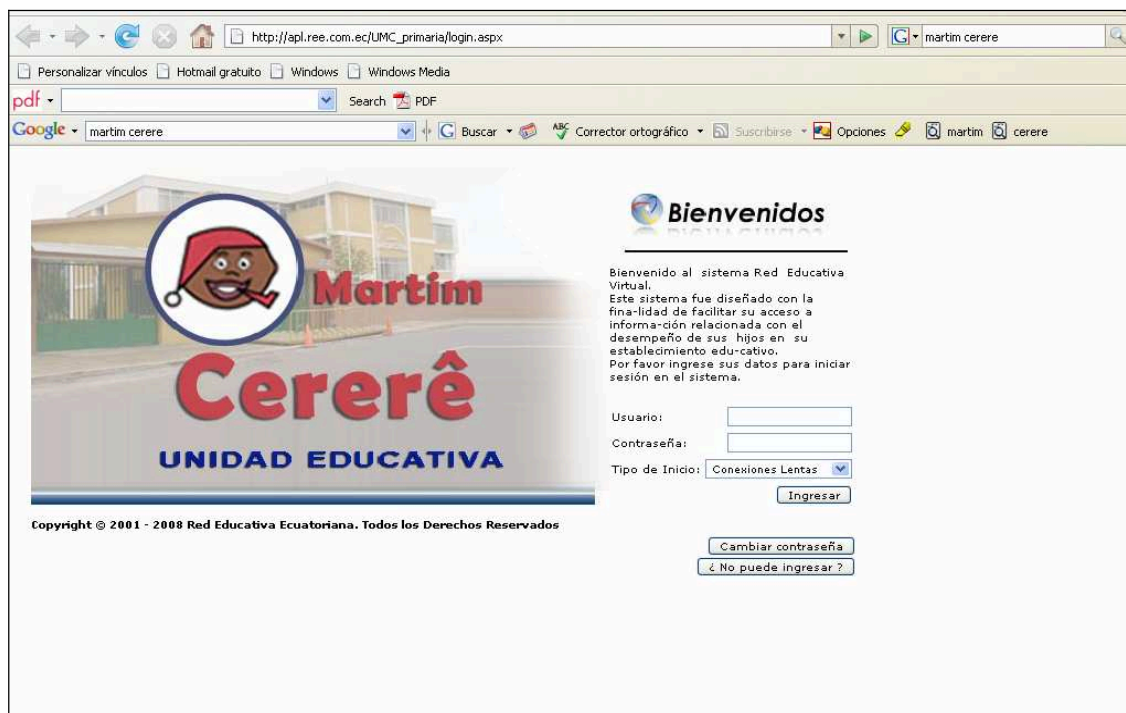 http://apl.ree.com.ec/UMC_primaria/login.aspx
G martim cerere
Personalizar vínculos Hotmail gratuito Windows Windows Media
pdf Search PDF
Google martim cerere G Buscar ABC Corrector ortográfico Suscribirse Opciones martim cerere
Bienvenidos
Martim
Cererê
UNIDAD EDUCATIVA
Copyright © 2001 - 2008 Red Educativa Ecuatoriana. Todos los Derechos Reservados
Bienvenido al sistema Red Educativa
Virtual.
Este sistema fue diseñado con la
fina-lidad de facilitar su acceso a
informa-ción relacionada con el
desempeño de sus hijos en su
establecimiento edu-cativo.
Por favor ingrese sus datos para iniciar
sesión en el sistema.
Usuario:
Contraseña:
Tipo de Inicio: Conexiones Lentas
Ingresar
Cambiar contraseña
¿ No puede ingresar ?